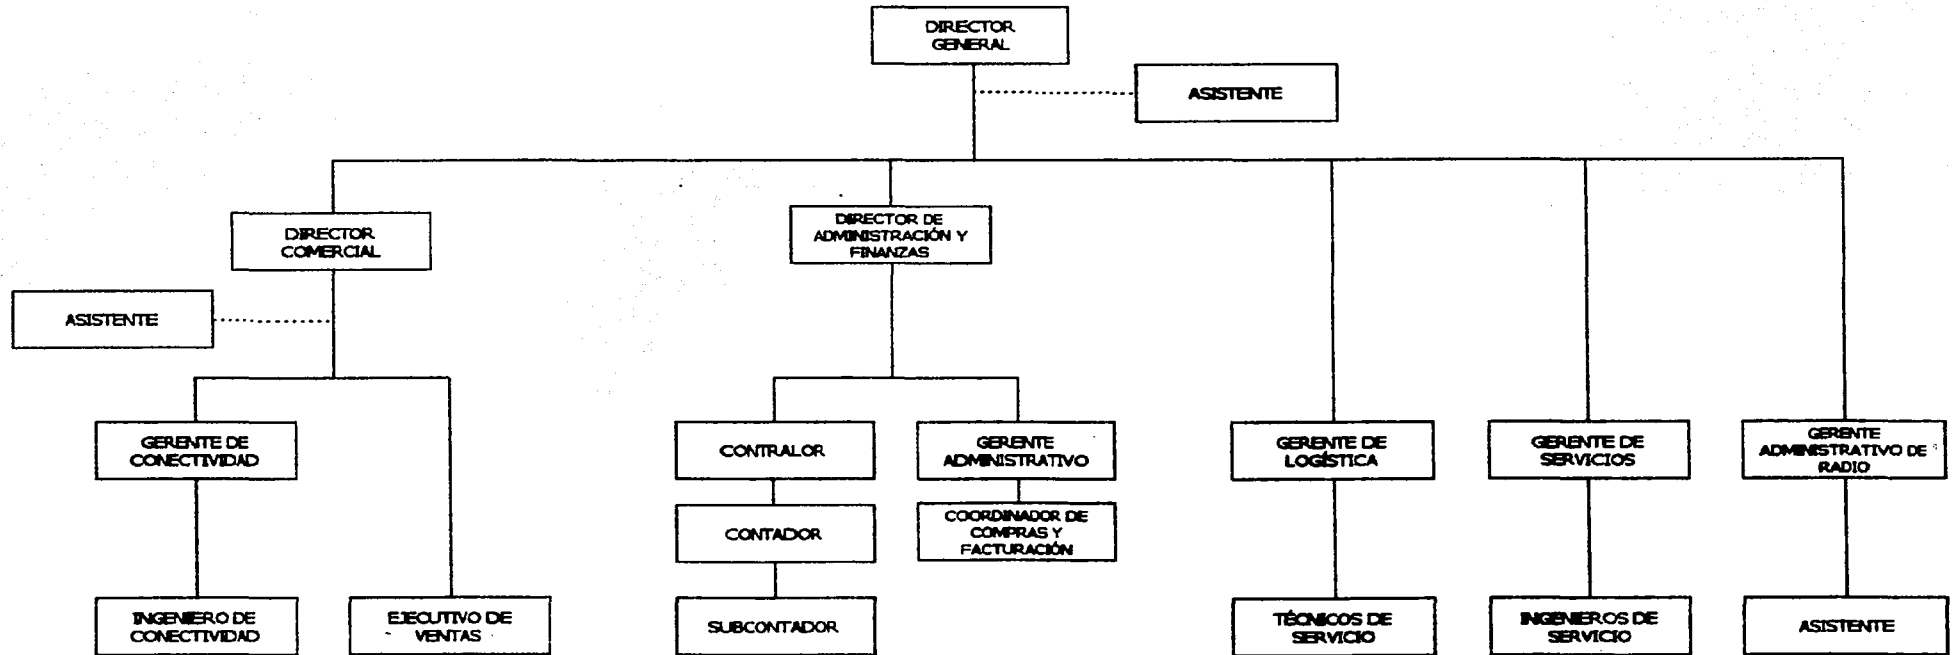 DIRECTOR
GENERAL
ASISTENTE
DIRECTOR
COMERCIAL
DIRECTOR DE
ADMINISTRACIÓN Y
FINANZAS
ASISTENTE
GERENTE DE
CONECTIVIDAD
CONTRALOR
GERENTE
ADMINISTRATIVO
GERENTE DE
LOGÍSTICA
GERENTE DE
SERVICIOS
GERENTE
ADMINISTRATIVO DE
RADIO
CONTADOR
COORDINADOR DE
COMPRAS Y
FACTURACIÓN
INGENIERO DE
CONECTIVIDAD
EJECUTIVO DE
VENTAS
SUBCONTADOR
TÉCNICOS DE
SERVICIO
INGENIEROS DE
SERVICIO
ASISTENTE